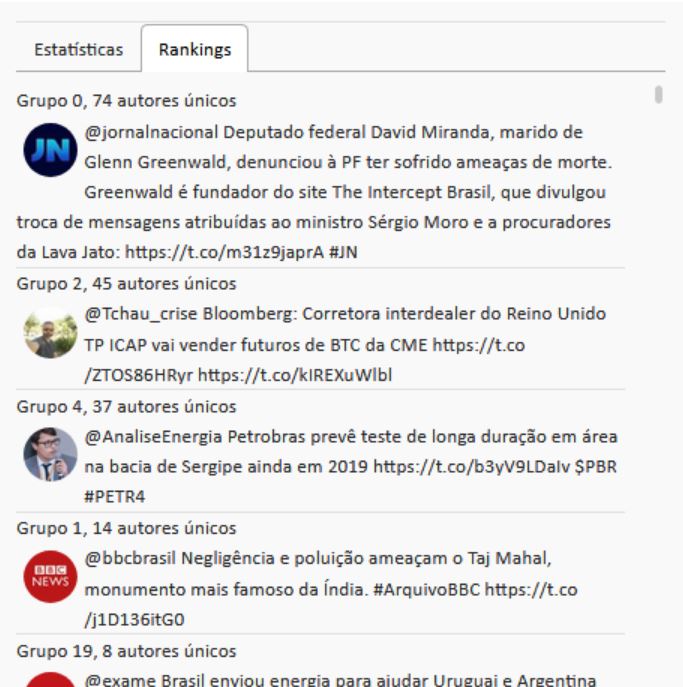 Estatísticas Rankings
Grupo 0, 74 autores únicos
JN
@jornalnacional Deputado federal David Miranda, marido de
Glenn Greenwald, denunciou à PF ter sofrido ameaças de morte.
Greenwald é fundador do site The Intercept Brasil, que divulgou
troca de mensagens atribuídas ao ministro Sérgio Moro e a procuradores
da Lava Jato: https://t.co/m31z9japrA #JN
Grupo 2, 45 autores únicos
@Tchau_crise Bloomberg: Corretora interdealer do Reino Unido
TP ICAP vai vender futuros de BTC da CME https://t.co
/ZTOS86HRyr https://t.co/kIREXuWlbl
Grupo 4, 37 autores únicos
@AnaliseEnergia Petrobras prevê teste de longa duração em área
na bacia de Sergipe ainda em 2019 https://t.co/b3yV9LDaIv $PBR
#PETR4
Grupo 1, 14 autores únicos
BBC
NEWS
@bbcbrasil Negligência e poluição ameaçam o Taj Mahal,
monumento mais famoso da Índia. #ArquivoBBC https://t.co
/j1D136itG0
Grupo 19, 8 autores únicos
@exame Brasil enviou energia para ajudar Uruguai e Argentina